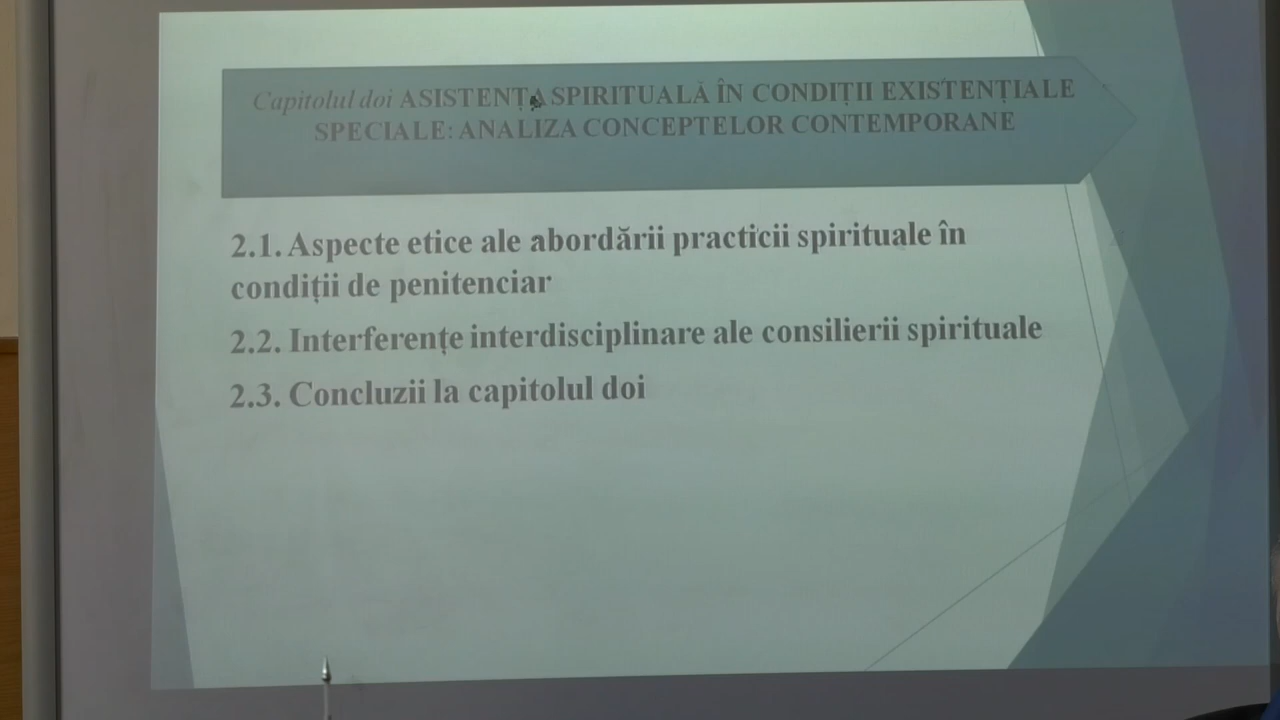 Capitolul doi ASISTENȚA SPIRITUALĂ ÎN CONDIȚII EXISTENȚIALE
SPECIALE: ANALIZA CONCEPTELOR CONTEMPORANE
2.1. Aspecte etice ale abordării practicii spirituale în
condiții de penitenciar
2.2. Interferențe interdisciplinare ale consilierii spirituale
2.3. Concluzii la capitolul doi